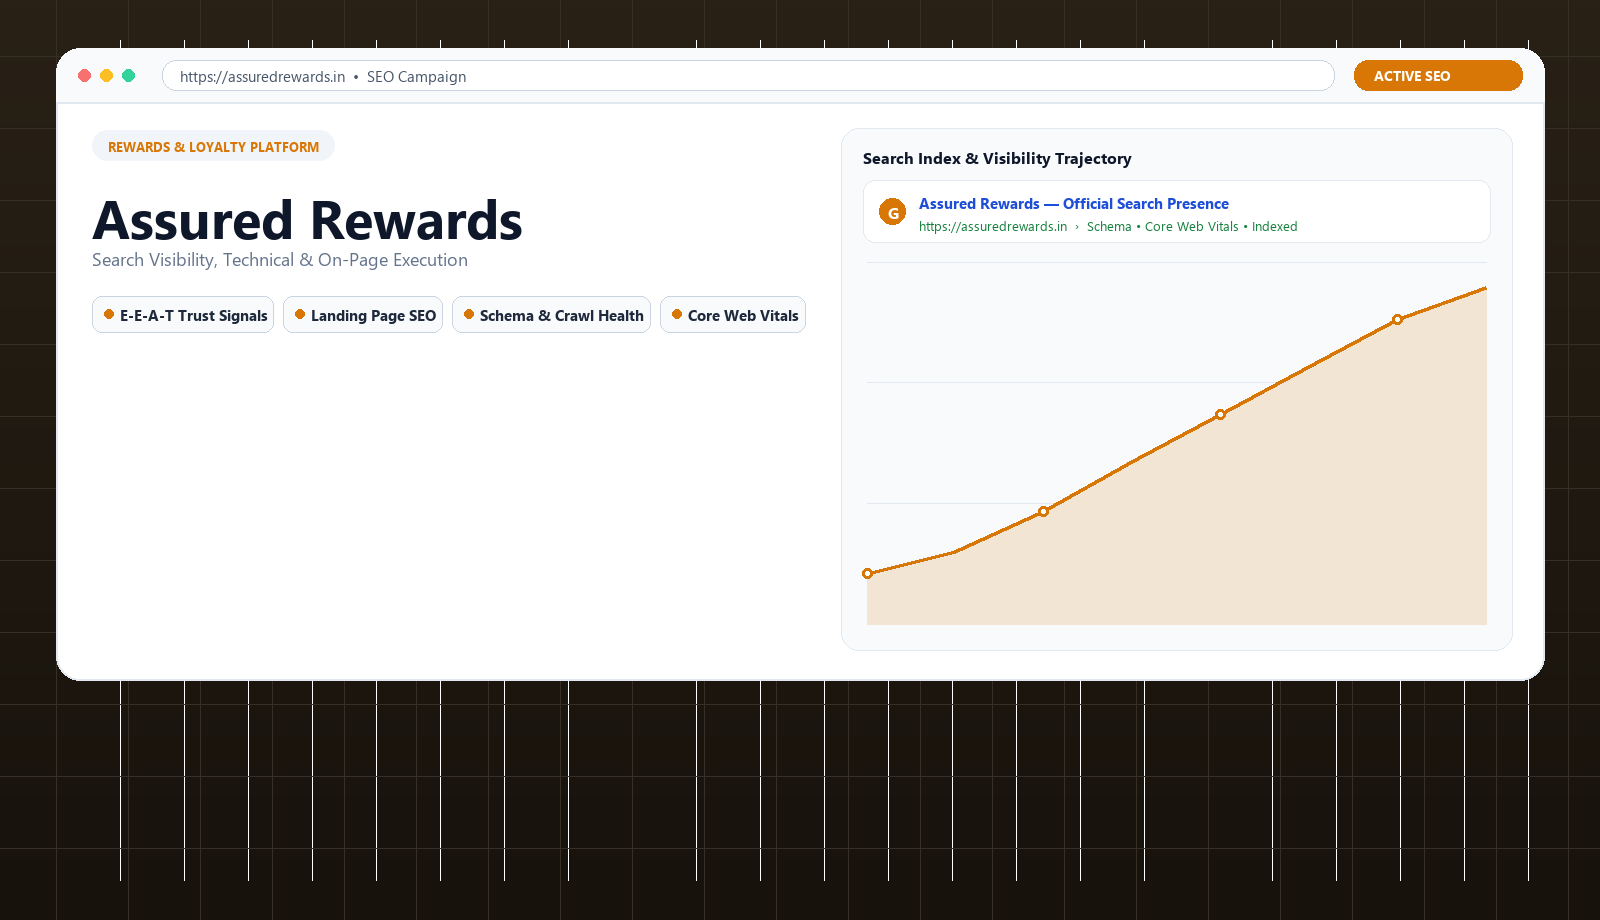 https://assuredrewards.in • SEO Campaign
ACTIVE SEO
REWARDS & LOYALTY PLATFORM
Assured Rewards
Search Visibility, Technical & On-Page Execution
E-E-A-T Trust Signals
Landing Page SEO
Schema & Crawl Health
Core Web Vitals
Search Index & Visibility Trajectory
G
Assured Rewards — Official Search Presence
https://assuredrewards.in › Schema • Core Web Vitals • Indexed